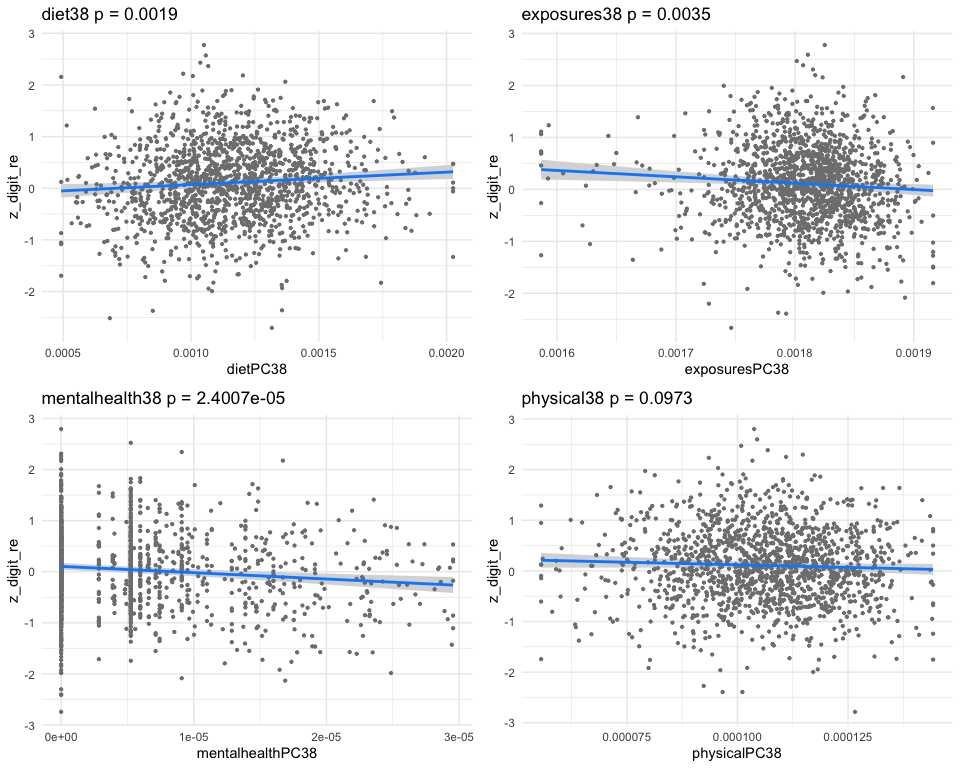 diet38 p = 0.0019
3
2
1
0
-1
-2
z_digit_re
0.0005
0.0010
0.0015
0.0020
dietPC38
exposures38 p = 0.0035
3
2
1
0
-1
-2
z_digit_re
0.0016
0.0017
0.0018
0.0019
exposuresPC38
mentalhealth38 p = 2.4007e-05
3
2
1
0
-1
-2
-3
z_digit_re
0e+00
1e-05
2e-05
3e-05
mentalhealthPC38
physical38 p = 0.0973
3
2
1
0
-1
-2
-3
z_digit_re
0.000075
0.000100
0.000125
physicalPC38